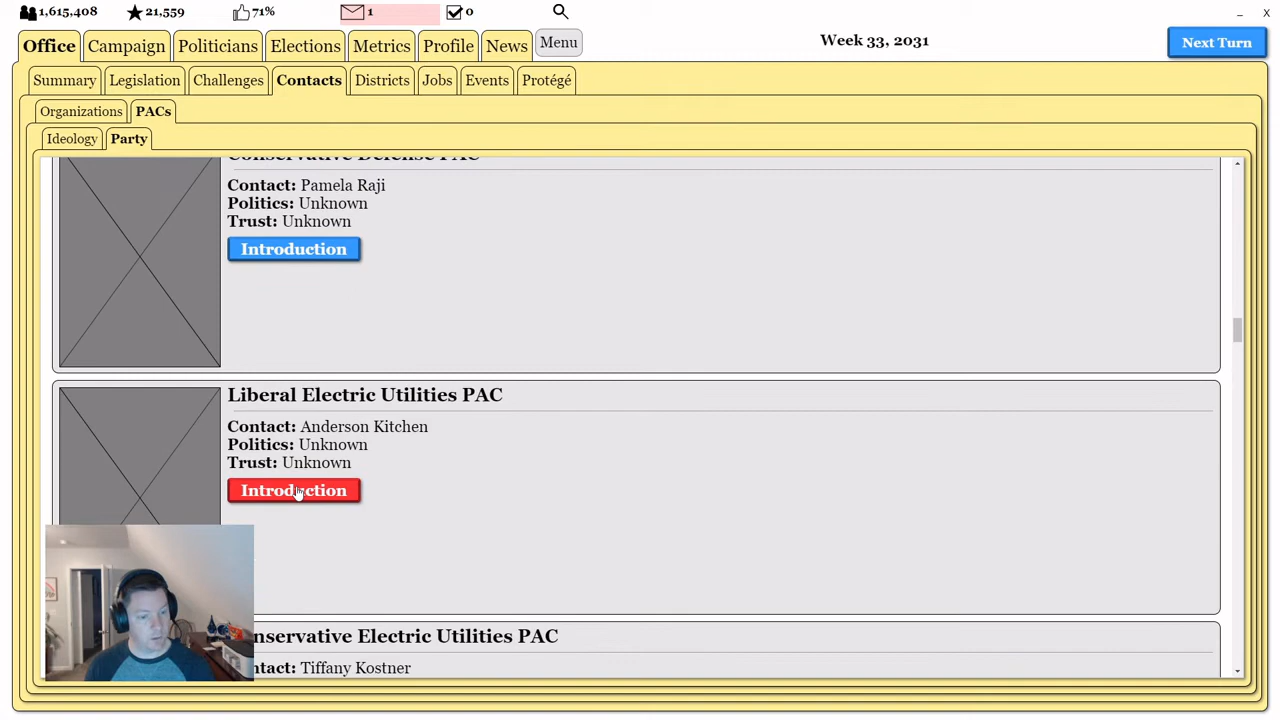 1,615,408 21,559 71% 1 0
_ X
Office Campaign Politicians Elections Metrics Profile News Menu
Week 33, 2031
Next Turn
Summary Legislation Challenges Contacts Districts Jobs Events Protégé
Organizations PACs
Ideology Party
Conservative Defense PAC
Contact: Pamela Raji
Politics: Unknown
Trust: Unknown
Introduction
Liberal Electric Utilities PAC
Contact: Anderson Kitchen
Politics: Unknown
Trust: Unknown
Introduction
nservative Electric Utilities PAC
ntact: Tiffany Kostner